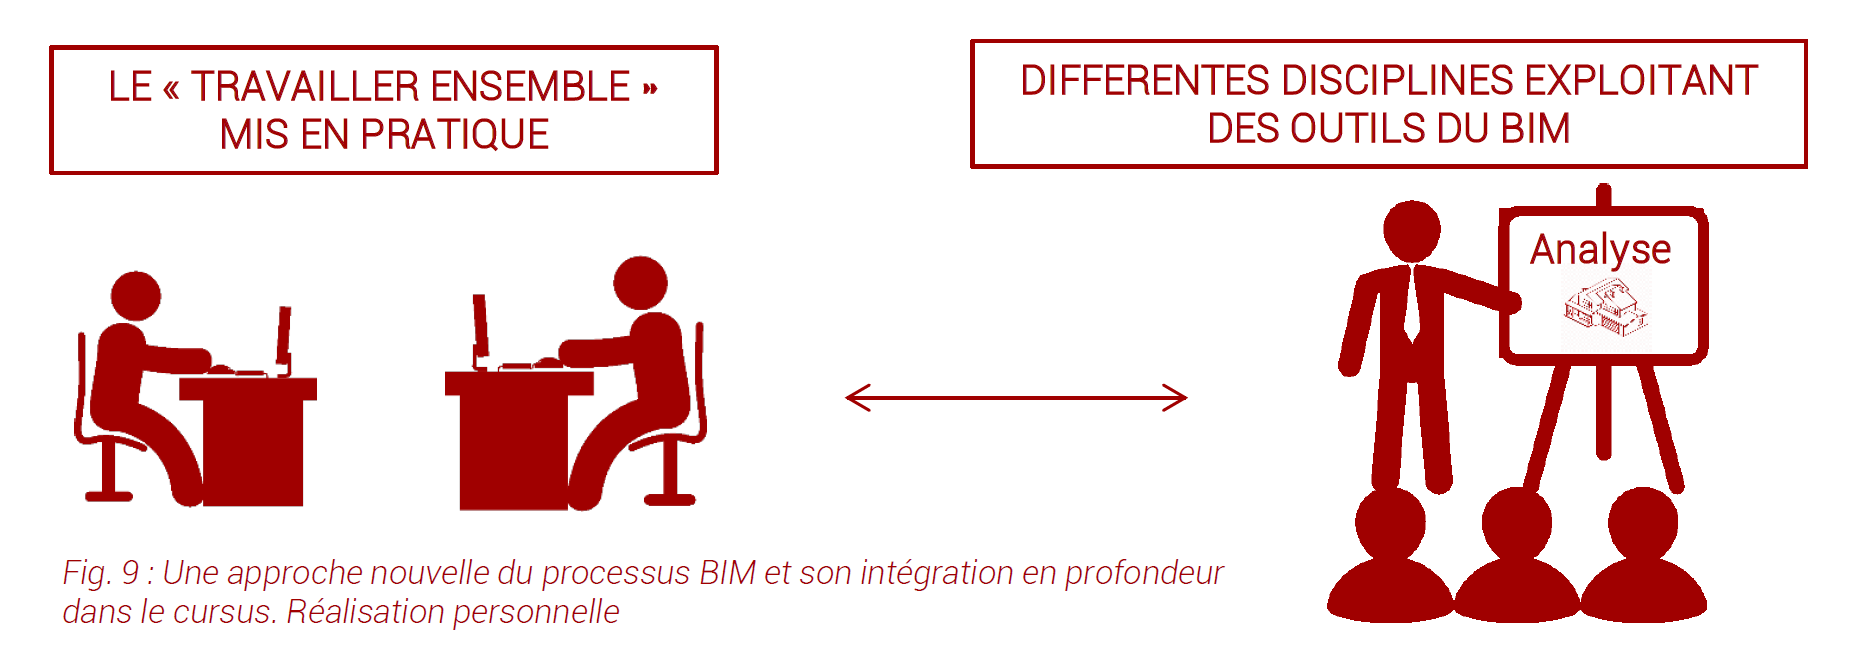 LE « TRAVAILLER ENSEMBLE »
MIS EN PRATIQUE
DIFFERENTES DISCIPLINES EXPLOITANT
DES OUTILS DU BIM
Analyse
Fig. 9 : Une approche nouvelle du processus BIM et son intégration en profondeur
dans le cursus. Réalisation personnelle